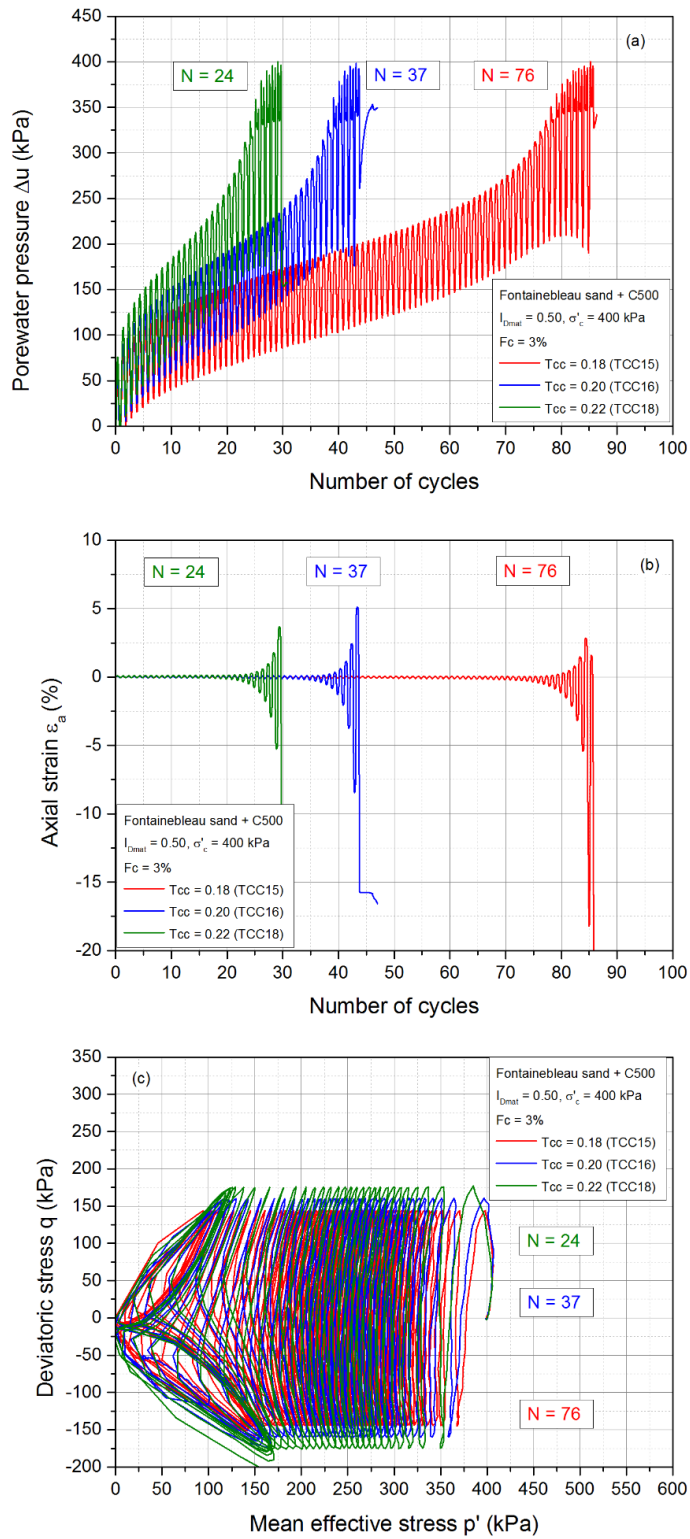 (a)
N = 24
N = 37
N = 76
450
400
350
300
250
200
150
100
50
0
Porewater pressure Δu (kPa)
Fontainebleau sand + C500
I_Dmat = 0.50, σ'_c = 400 kPa
Fc = 3%
Tcc = 0.18 (TCC15)
Tcc = 0.20 (TCC16)
Tcc = 0.22 (TCC18)
0 10 20 30 40 50 60 70 80 90 100
Number of cycles
(b)
N = 24
N = 37
N = 76
10
5
0
-5
-10
-15
-20
Axial strain ε_a (%)
Fontainebleau sand + C500
I_Dmat = 0.50, σ'_c = 400 kPa
Fc = 3%
Tcc = 0.18 (TCC15)
Tcc = 0.20 (TCC16)
Tcc = 0.22 (TCC18)
0 10 20 30 40 50 60 70 80 90 100
Number of cycles
(c)
350
300
250
200
150
100
50
0
-50
-100
-150
-200
Deviatoric stress q (kPa)
Fontainebleau sand + C500
I_Dmat = 0.50, σ'_c = 400 kPa
Fc = 3%
Tcc = 0.18 (TCC15)
Tcc = 0.20 (TCC16)
Tcc = 0.22 (TCC18)
N = 24
N = 37
N = 76
0 50 100 150 200 250 300 350 400 450 500 550 600
Mean effective stress p' (kPa)